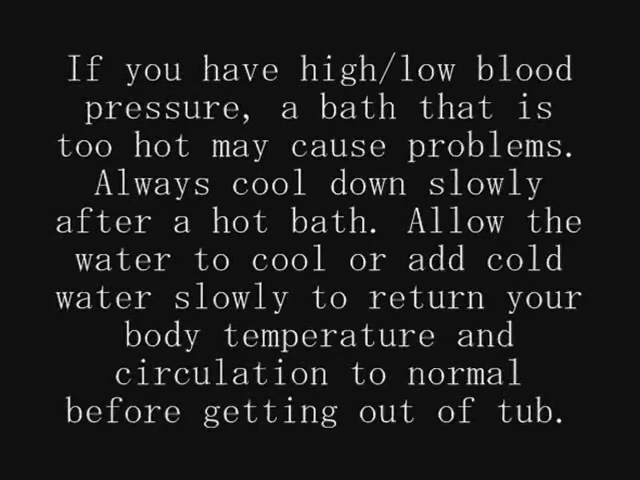 If you have high/low blood
pressure, a bath that is
too hot may cause problems.
Always cool down slowly
after a hot bath. Allow the
water to cool or add cold
water slowly to return your
body temperature and
circulation to normal
before getting out of tub.